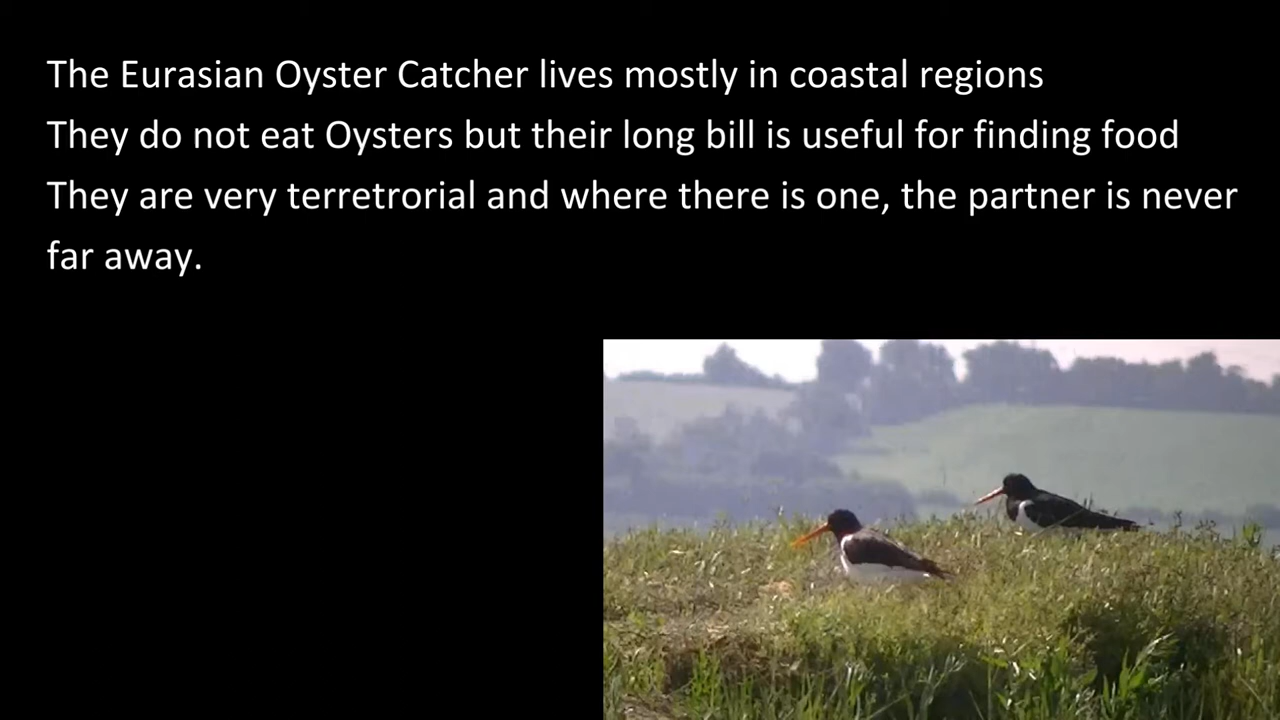 The Eurasian Oyster Catcher lives mostly in coastal regions
They do not eat Oysters but their long bill is useful for finding food
They are very terretrorial and where there is one, the partner is never
far away.